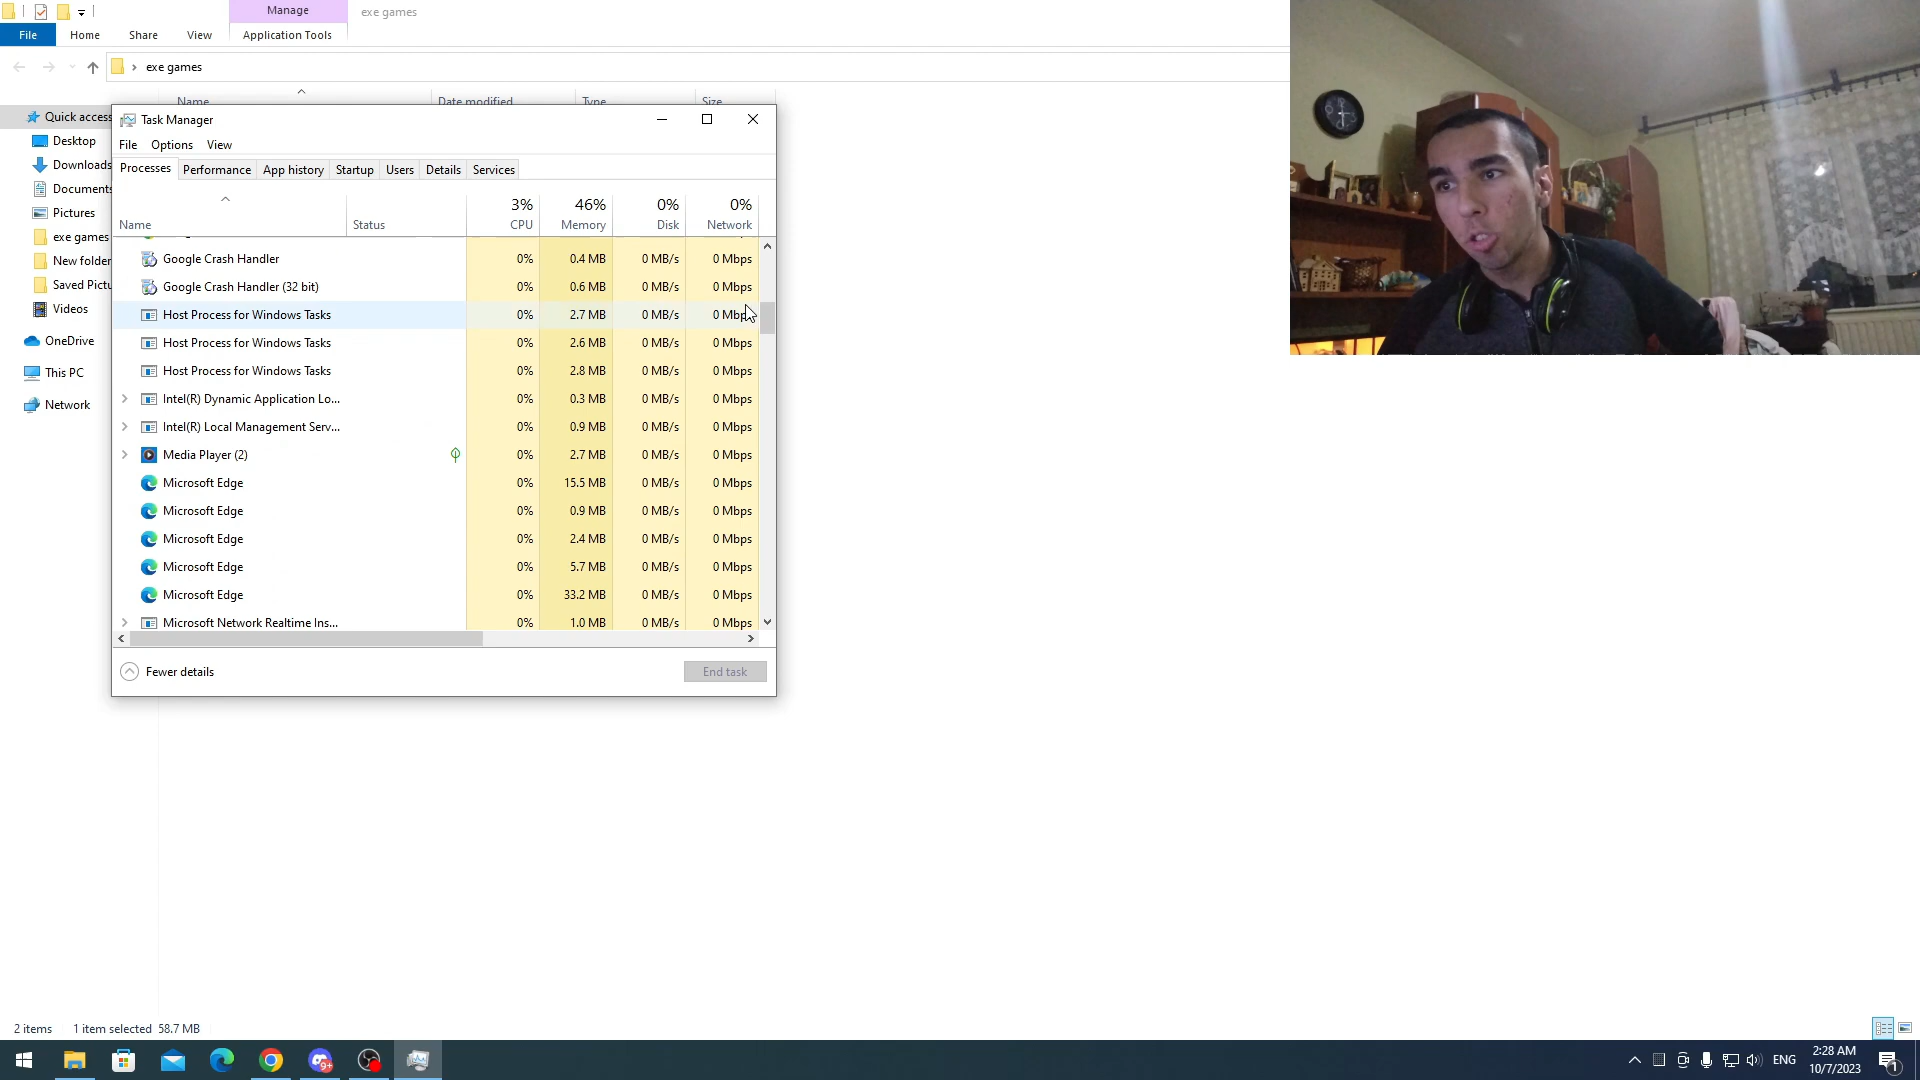 Manage
exe games
File
Home
Share
View
Application Tools
exe games
Name
Date modified
Type
Size
Quick access
Desktop
Downloads
Documents
Pictures
exe games
New folder
Saved Pictu
Videos
OneDrive
This PC
Network
Task Manager
File Options View
Processes Performance App history Startup Users Details Services
3% 46% 0% 0%
Name Status CPU Memory Disk Network
Google Crash Handler 0% 0.4 MB 0 MB/s 0 Mbps
Google Crash Handler (32 bit) 0% 0.6 MB 0 MB/s 0 Mbps
Host Process for Windows Tasks 0% 2.7 MB 0 MB/s 0 Mbps
Host Process for Windows Tasks 0% 2.6 MB 0 MB/s 0 Mbps
Host Process for Windows Tasks 0% 2.8 MB 0 MB/s 0 Mbps
Intel(R) Dynamic Application Lo... 0% 0.3 MB 0 MB/s 0 Mbps
Intel(R) Local Management Serv... 0% 0.9 MB 0 MB/s 0 Mbps
Media Player (2) 0% 2.7 MB 0 MB/s 0 Mbps
Microsoft Edge 0% 15.5 MB 0 MB/s 0 Mbps
Microsoft Edge 0% 0.9 MB 0 MB/s 0 Mbps
Microsoft Edge 0% 2.4 MB 0 MB/s 0 Mbps
Microsoft Edge 0% 5.7 MB 0 MB/s 0 Mbps
Microsoft Edge 0% 33.2 MB 0 MB/s 0 Mbps
Microsoft Network Realtime Ins... 0% 1.0 MB 0 MB/s 0 Mbps
Fewer details
End task
2 items 1 item selected 58.7 MB
9+
ENG
2:28 AM
10/7/2023
1